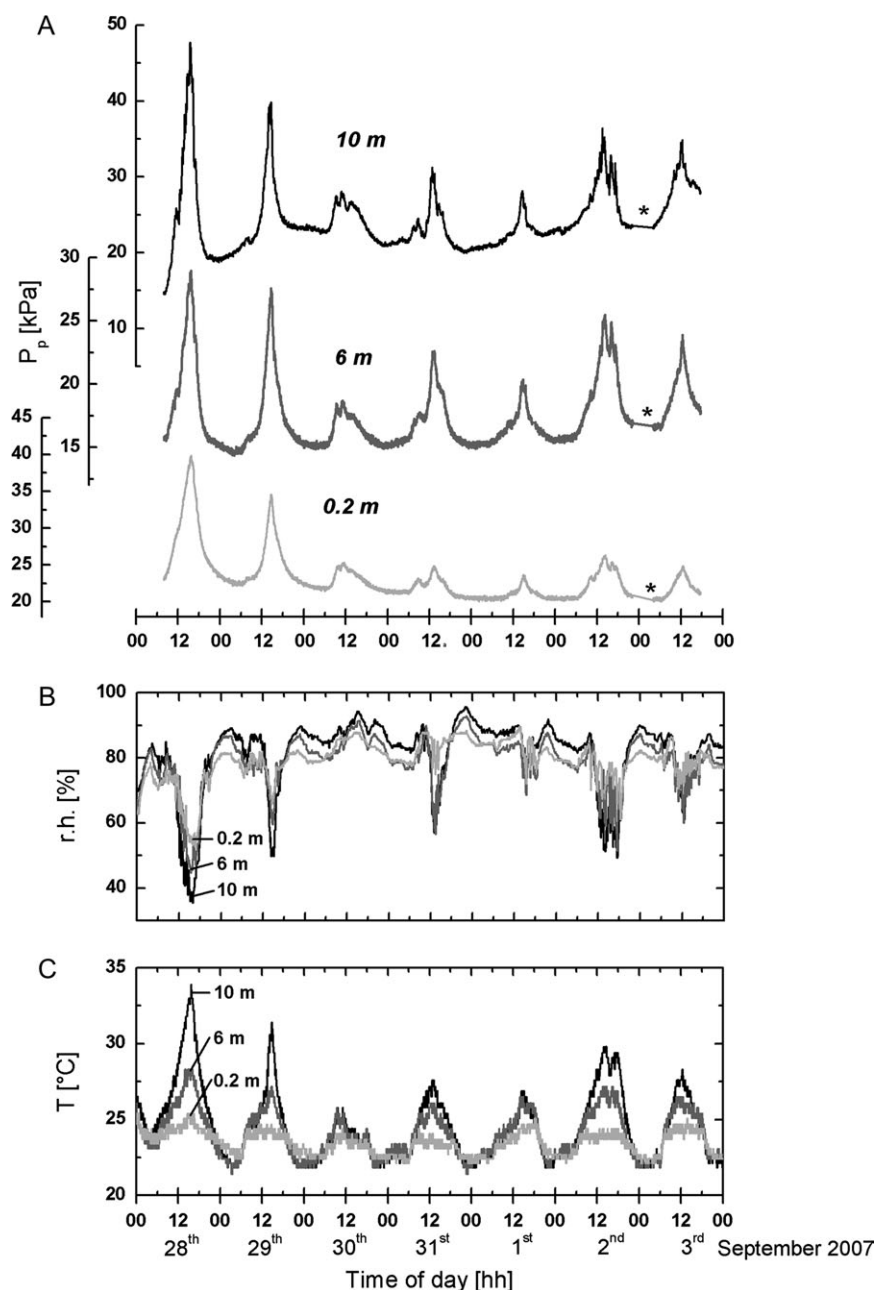 A
50
40
30
20
10
30
25
20
15
45
40
35
30
25
20
P_p [kPa]
10 m
6 m
0.2 m
*
*
*
00 12 00 12 00 12 00 12. 00 12 00 12 00 12 00
B
100
80
60
40
r.h. [%]
0.2 m
6 m
10 m
C
35
30
25
20
T [°C]
10 m
6 m
0.2 m
00 12 00 12 00 12 00 12 00 12 00 12 00 12 00
28th 29th 30th 31st 1st 2nd 3rd September 2007
Time of day [hh]